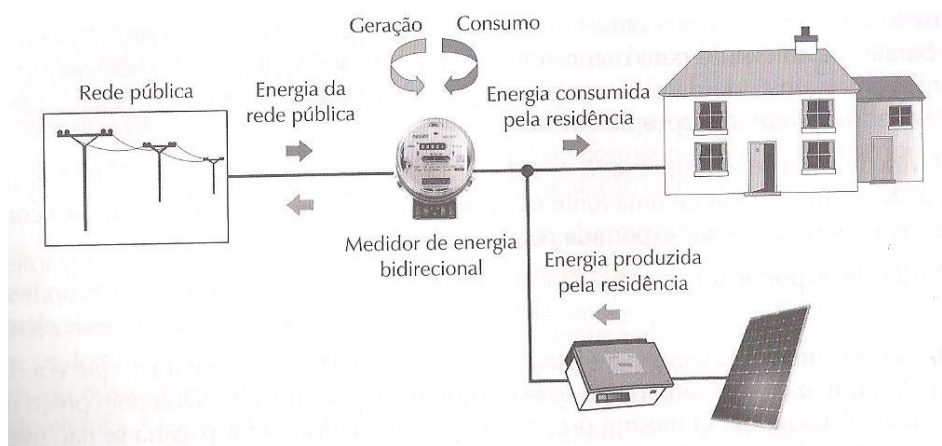 Geração
Consumo
Rede pública
Energia da
rede pública
Energia consumida
pela residência
Medidor de energia
bidirecional
Energia produzida
pela residência